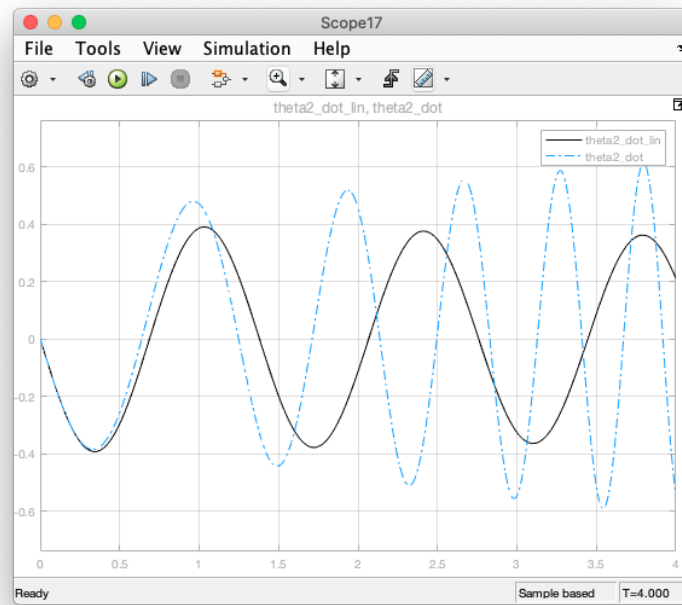 Scope17
File Tools View Simulation Help
theta2_dot_lin, theta2_dot
theta2_dot_lin
theta2_dot
0.6
0.4
0.2
0
-0.2
-0.4
-0.6
0 0.5 1 1.5 2 2.5 3 3.5 4
Ready Sample based T=4.000